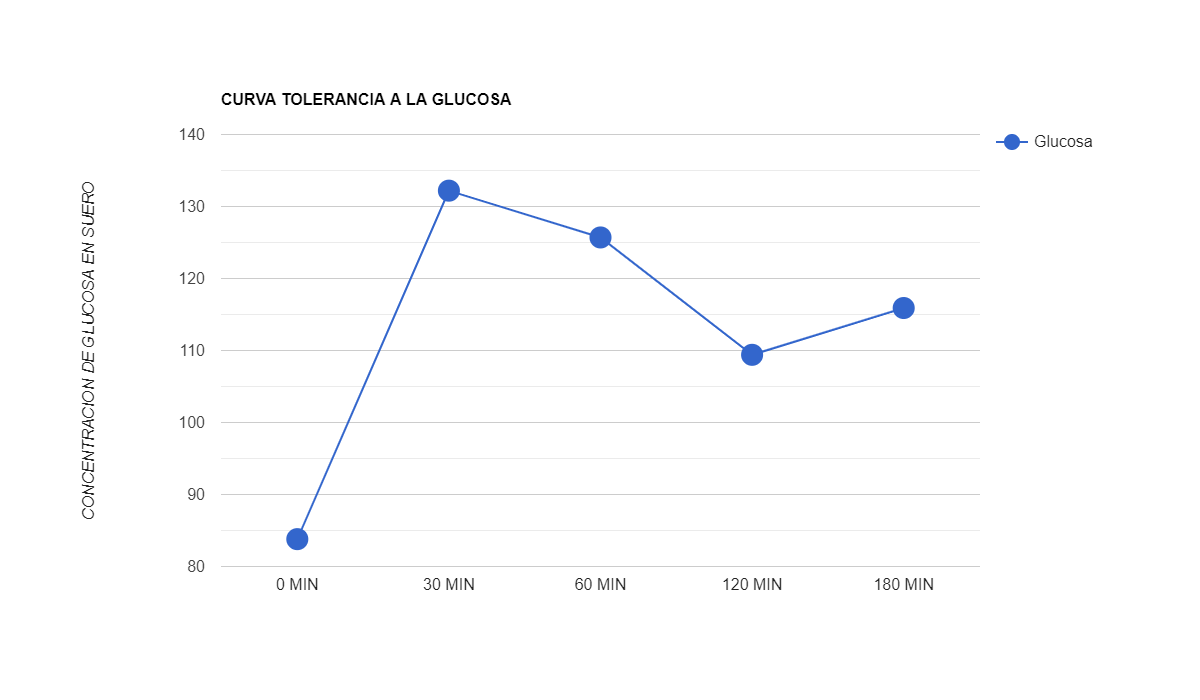 CURVA TOLERANCIA A LA GLUCOSA
Glucosa
CONCENTRACION DE GLUCOSA EN SUERO
140
130
120
110
100
90
80
0 MIN
30 MIN
60 MIN
120 MIN
180 MIN